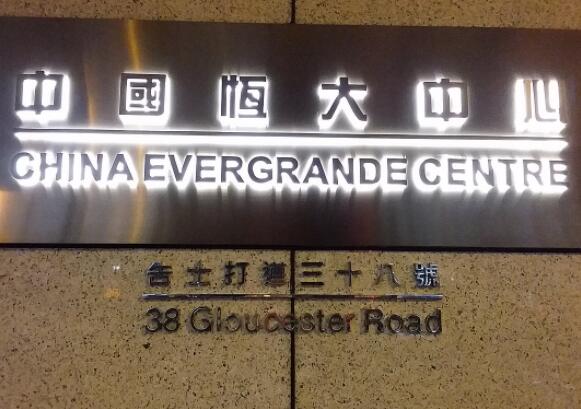 中國恆大中心
CHINA EVERGRANDE CENTRE
告士打道三十八號
38 Gloucester Road